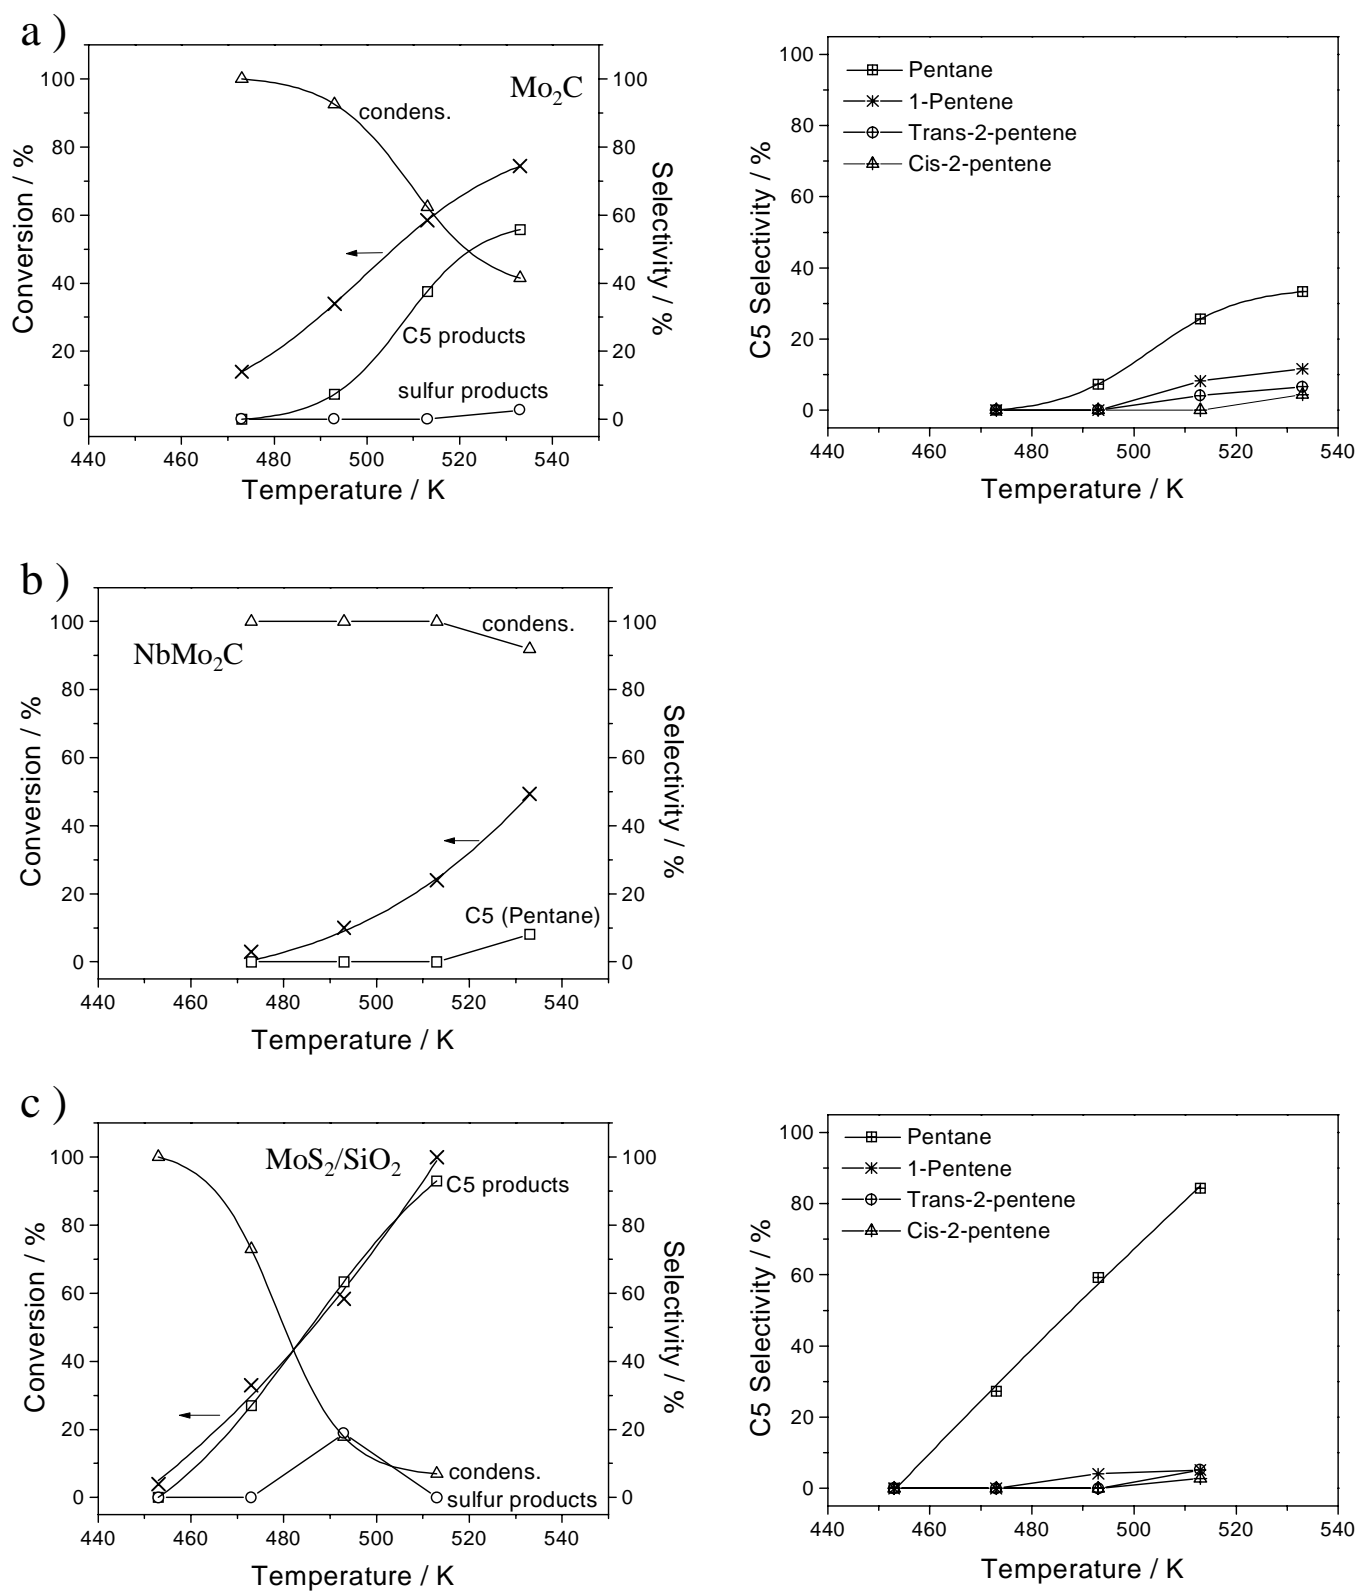 a )
Mo2C
condens.
C5 products
sulfur products
100
80
60
40
20
0
100
80
60
40
20
0
440 460 480 500 520 540
Conversion / %
Selectivity / %
Temperature / K
Pentane
1-Pentene
Trans-2-pentene
Cis-2-pentene
100
80
60
40
20
0
440 460 480 500 520 540
C5 Selectivity / %
Temperature / K
b )
NbMo2C
condens.
C5 (Pentane)
100
80
60
40
20
0
100
80
60
40
20
0
440 460 480 500 520 540
Conversion / %
Selectivity / %
Temperature / K
c )
MoS2/SiO2
C5 products
condens.
sulfur products
100
80
60
40
20
0
100
80
60
40
20
0
440 460 480 500 520 540
Conversion / %
Selectivity / %
Temperature / K
Pentane
1-Pentene
Trans-2-pentene
Cis-2-pentene
100
80
60
40
20
0
440 460 480 500 520 540
C5 Selectivity / %
Temperature / K